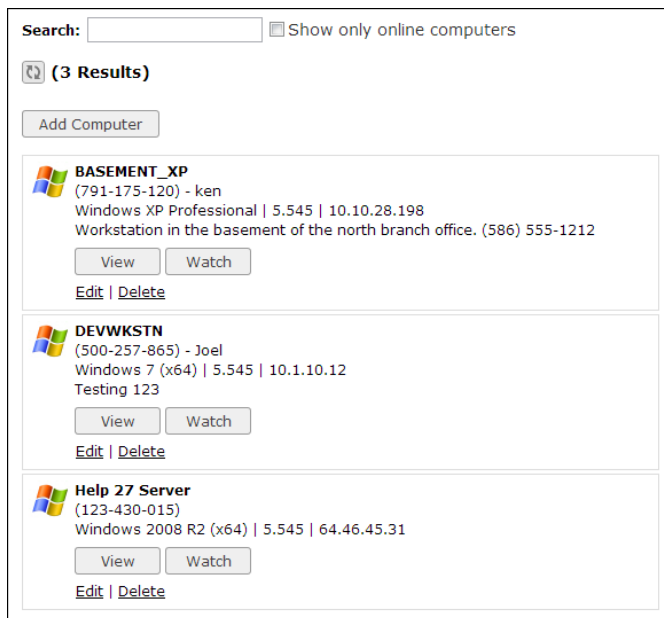 Search: Show only online computers
(3 Results)
Add Computer
BASEMENT_XP
(791-175-120) - ken
Windows XP Professional | 5.545 | 10.10.28.198
Workstation in the basement of the north branch office. (586) 555-1212
View Watch
Edit | Delete
DEVWKSTN
(500-257-865) - Joel
Windows 7 (x64) | 5.545 | 10.1.10.12
Testing 123
View Watch
Edit | Delete
Help 27 Server
(123-430-015)
Windows 2008 R2 (x64) | 5.545 | 64.46.45.31
View Watch
Edit | Delete